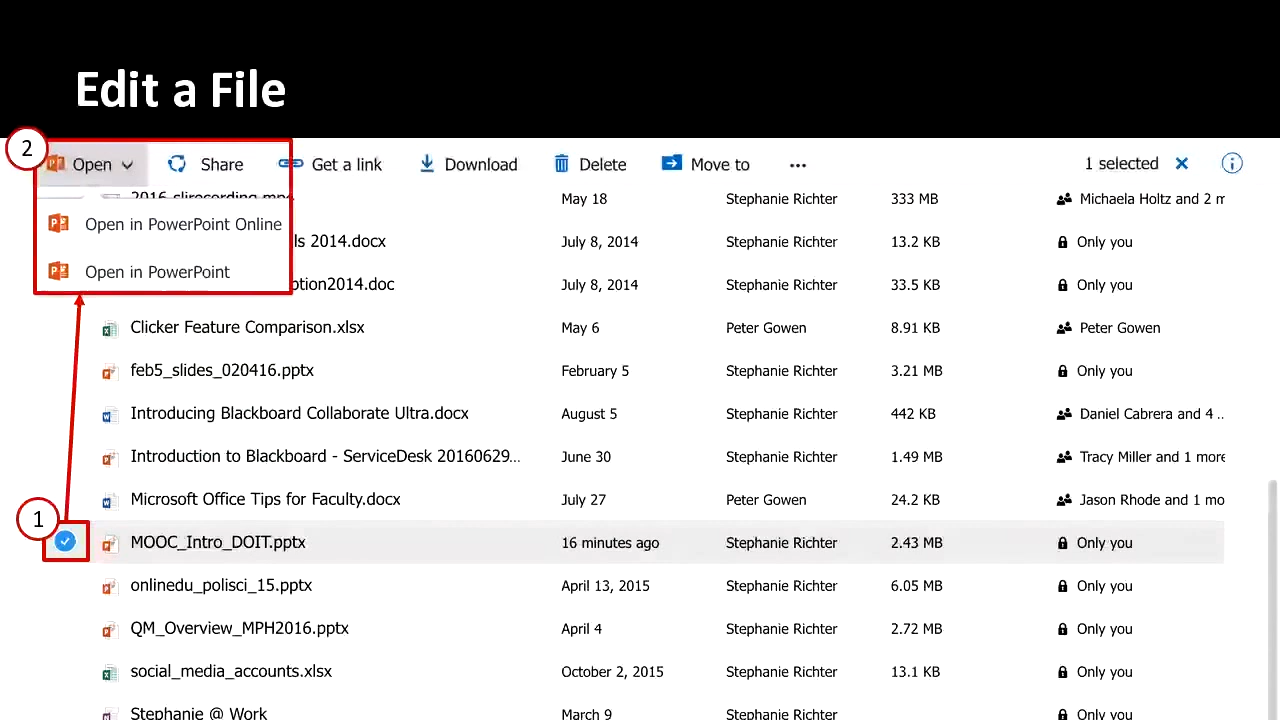 Edit a File
2
Open
Share
Get a link
Download
Delete
Move to
...
1 selected
2016 slirecording.mp4 May 18 Stephanie Richter 333 MB Michaela Holtz and 2 m
Open in PowerPoint Online
ls 2014.docx July 8, 2014 Stephanie Richter 13.2 KB Only you
Open in PowerPoint
ption2014.doc July 8, 2014 Stephanie Richter 33.5 KB Only you
Clicker Feature Comparison.xlsx May 6 Peter Gowen 8.91 KB Peter Gowen
feb5_slides_020416.pptx February 5 Stephanie Richter 3.21 MB Only you
Introducing Blackboard Collaborate Ultra.docx August 5 Stephanie Richter 442 KB Daniel Cabrera and 4 ..
Introduction to Blackboard - ServiceDesk 20160629... June 30 Stephanie Richter 1.49 MB Tracy Miller and 1 more
Microsoft Office Tips for Faculty.docx July 27 Peter Gowen 24.2 KB Jason Rhode and 1 mo
1
MOOC_Intro_DOIT.pptx 16 minutes ago Stephanie Richter 2.43 MB Only you
onlinedu_polisci_15.pptx April 13, 2015 Stephanie Richter 6.05 MB Only you
QM_Overview_MPH2016.pptx April 4 Stephanie Richter 2.72 MB Only you
social_media_accounts.xlsx October 2, 2015 Stephanie Richter 13.1 KB Only you
Stephanie @ Work March 9 Stephanie Richter Only you